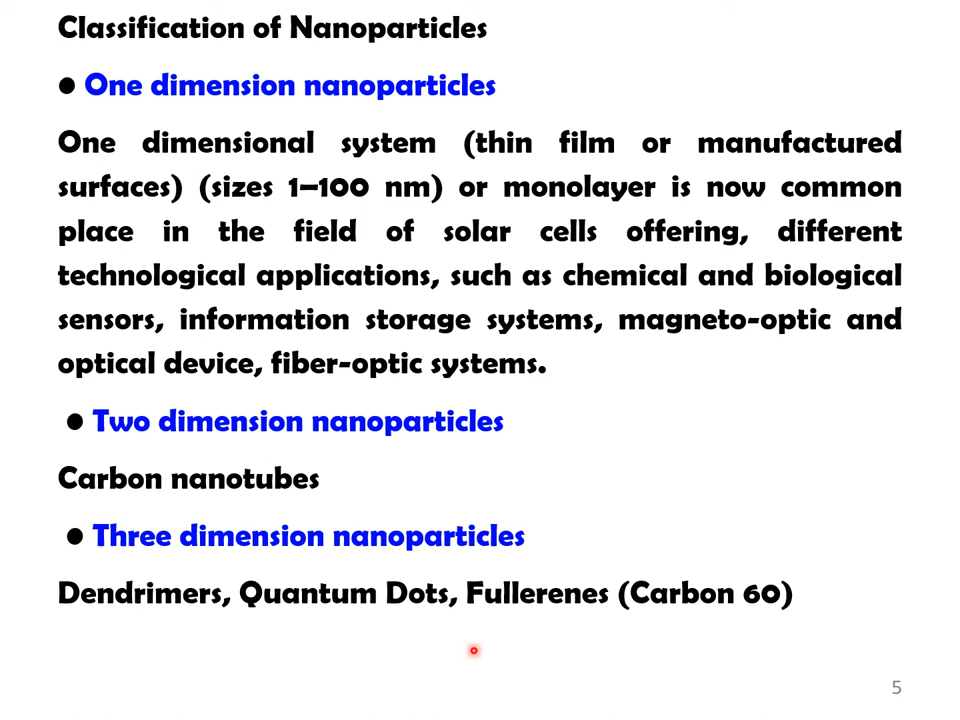 Classification of Nanoparticles
● One dimension nanoparticles
One dimensional system (thin film or manufactured
surfaces) (sizes 1–100 nm) or monolayer is now common
place in the field of solar cells offering, different
technological applications, such as chemical and biological
sensors, information storage systems, magneto-optic and
optical device, fiber-optic systems.
● Two dimension nanoparticles
Carbon nanotubes
● Three dimension nanoparticles
Dendrimers, Quantum Dots, Fullerenes (Carbon 60)
5